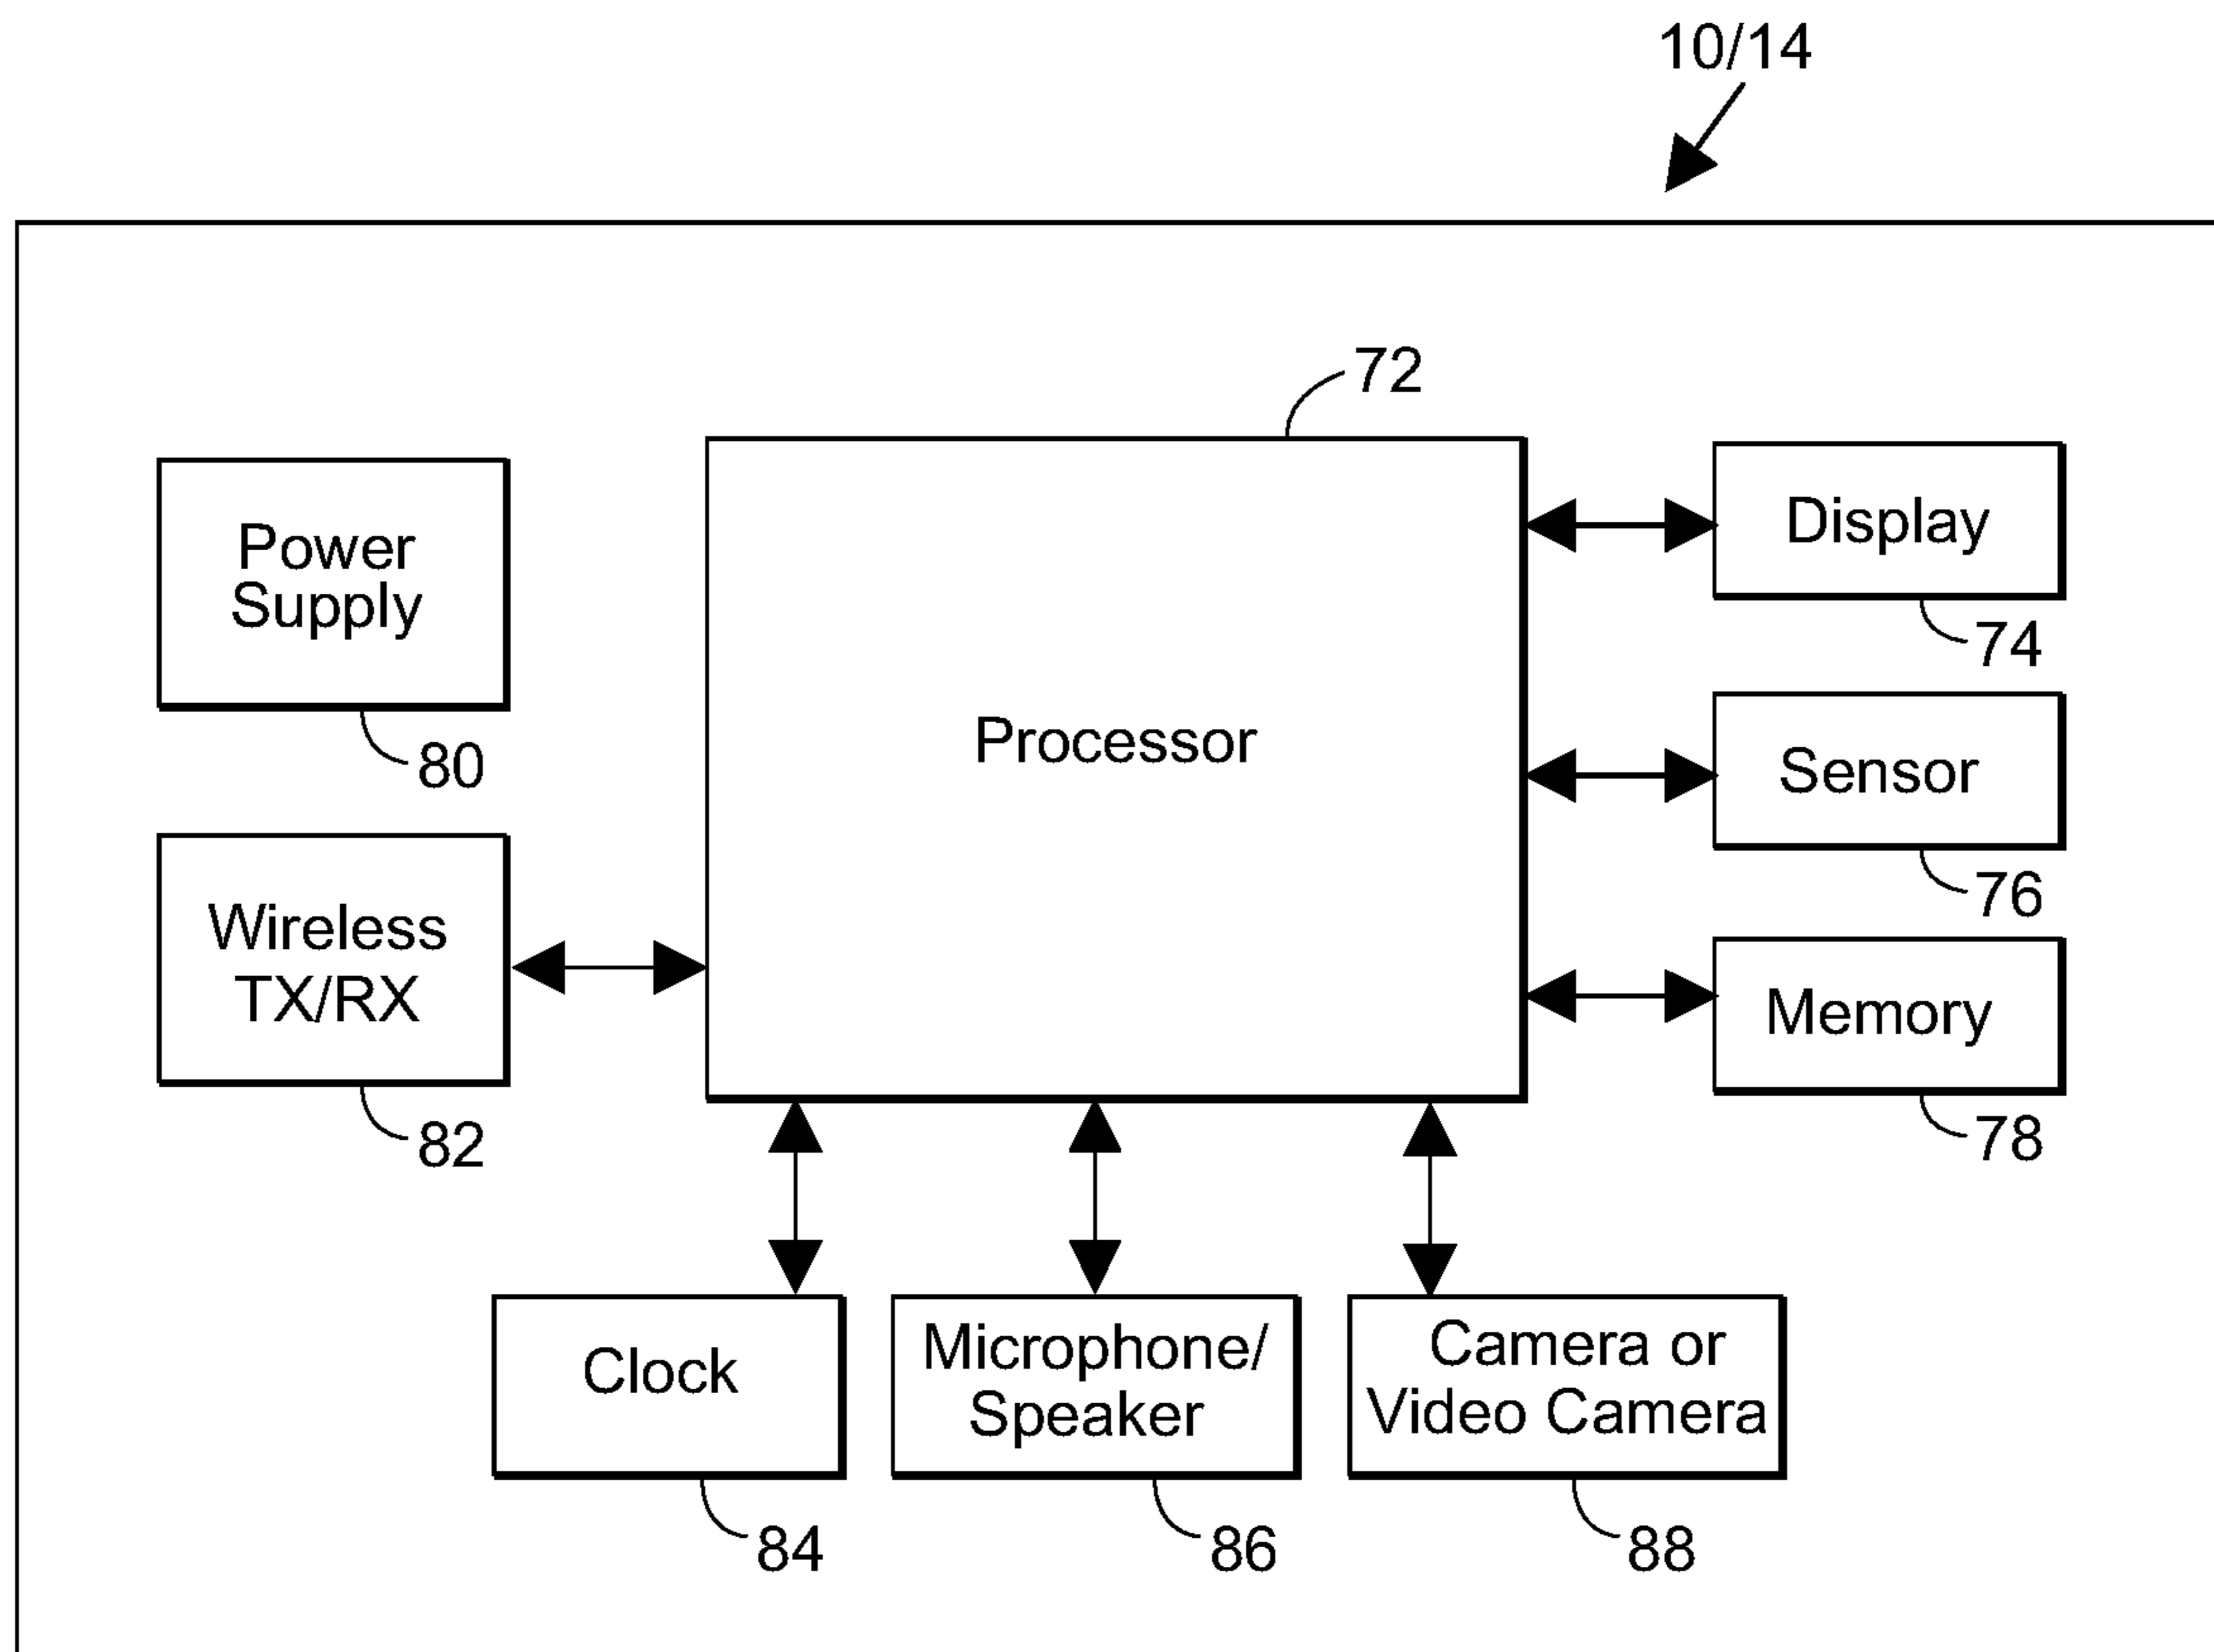 10/14
72
Power
Supply
80
Processor
Display
74
Sensor
76
Wireless
TX/RX
82
Memory
78
Clock
84
Microphone/
Speaker
86
Camera or
Video Camera
88